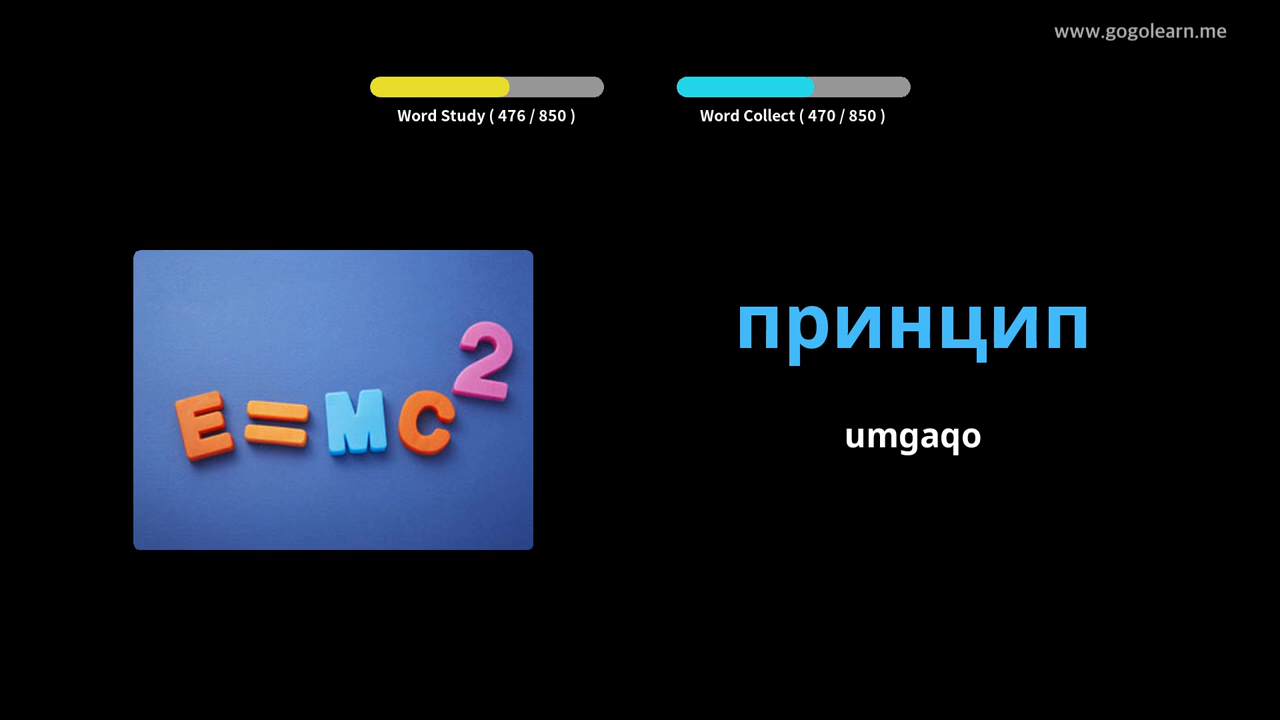 www.gogolearn.me
Word Study ( 476 / 850 )
Word Collect ( 470 / 850 )
E=MC²
принцип
umgaqo